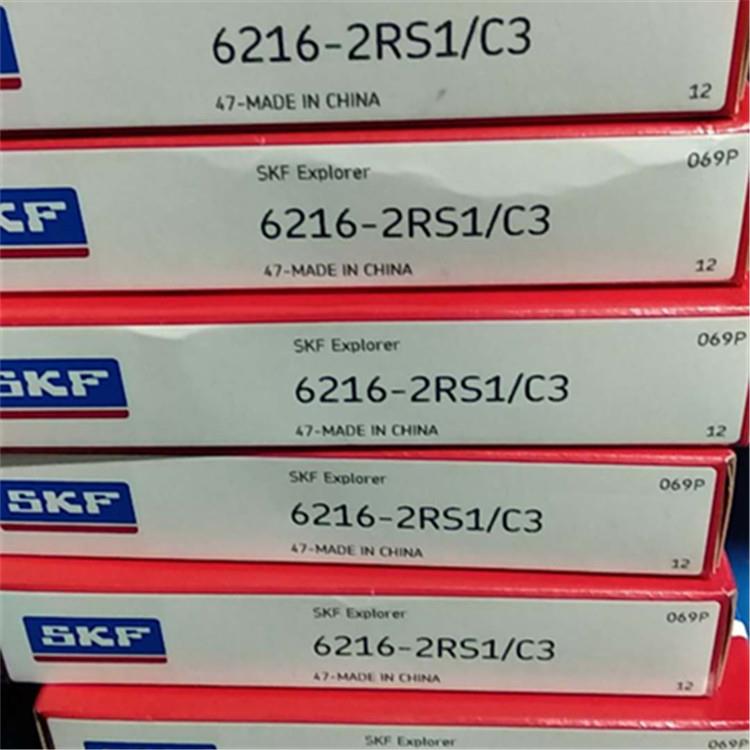 6216-2RS1/C3
47-MADE IN CHINA
12
SKF Explorer
069P
SKF
6216-2RS1/C3
47-MADE IN CHINA
12
SKF Explorer
069P
SKF
6216-2RS1/C3
47-MADE IN CHINA
12
SKF Explorer
069P
SKF
6216-2RS1/C3
47-MADE IN CHINA
12
SKF Explorer
069P
SKF
6216-2RS1/C3
47-MADE IN CHINA
12
SKF Explorer
069P